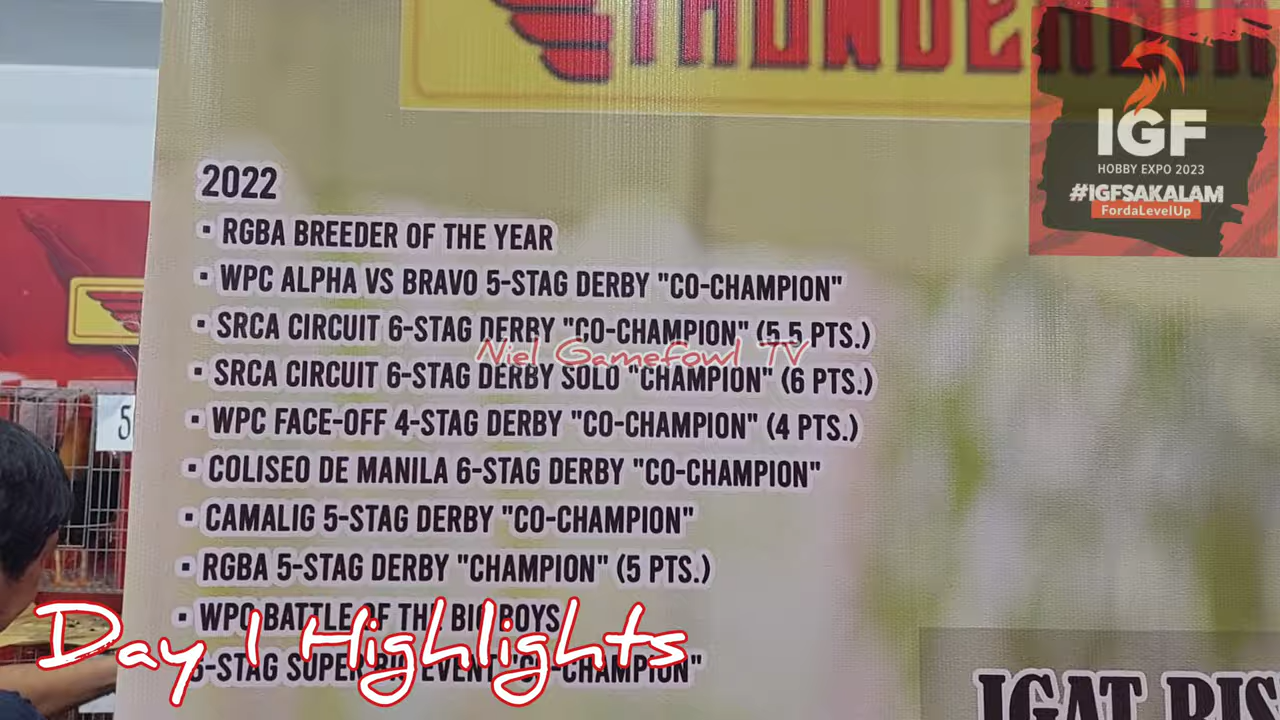 THUNDERBIRD
IGF
HOBBY EXPO 2023
#IGFSAKALAM
FordaLevelUp
2022
▪ RGBA BREEDER OF THE YEAR
▪ WPC ALPHA VS BRAVO 5-STAG DERBY "CO-CHAMPION"
▪ SRCA CIRCUIT 6-STAG DERBY "CO-CHAMPION" (5.5 PTS.)
Niel Gamefowl TV
▪ SRCA CIRCUIT 6-STAG DERBY SOLO "CHAMPION" (6 PTS.)
▪ WPC FACE-OFF 4-STAG DERBY "CO-CHAMPION" (4 PTS.)
5
▪ COLISEO DE MANILA 6-STAG DERBY "CO-CHAMPION"
▪ CAMALIG 5-STAG DERBY "CO-CHAMPION"
▪ RGBA 5-STAG DERBY "CHAMPION" (5 PTS.)
▪ WPC BATTLE OF THE BIG BOYS
Day 1 Highlights
5-STAG SUPER BIG EVENT "CO-CHAMPION"
IGAT BIS